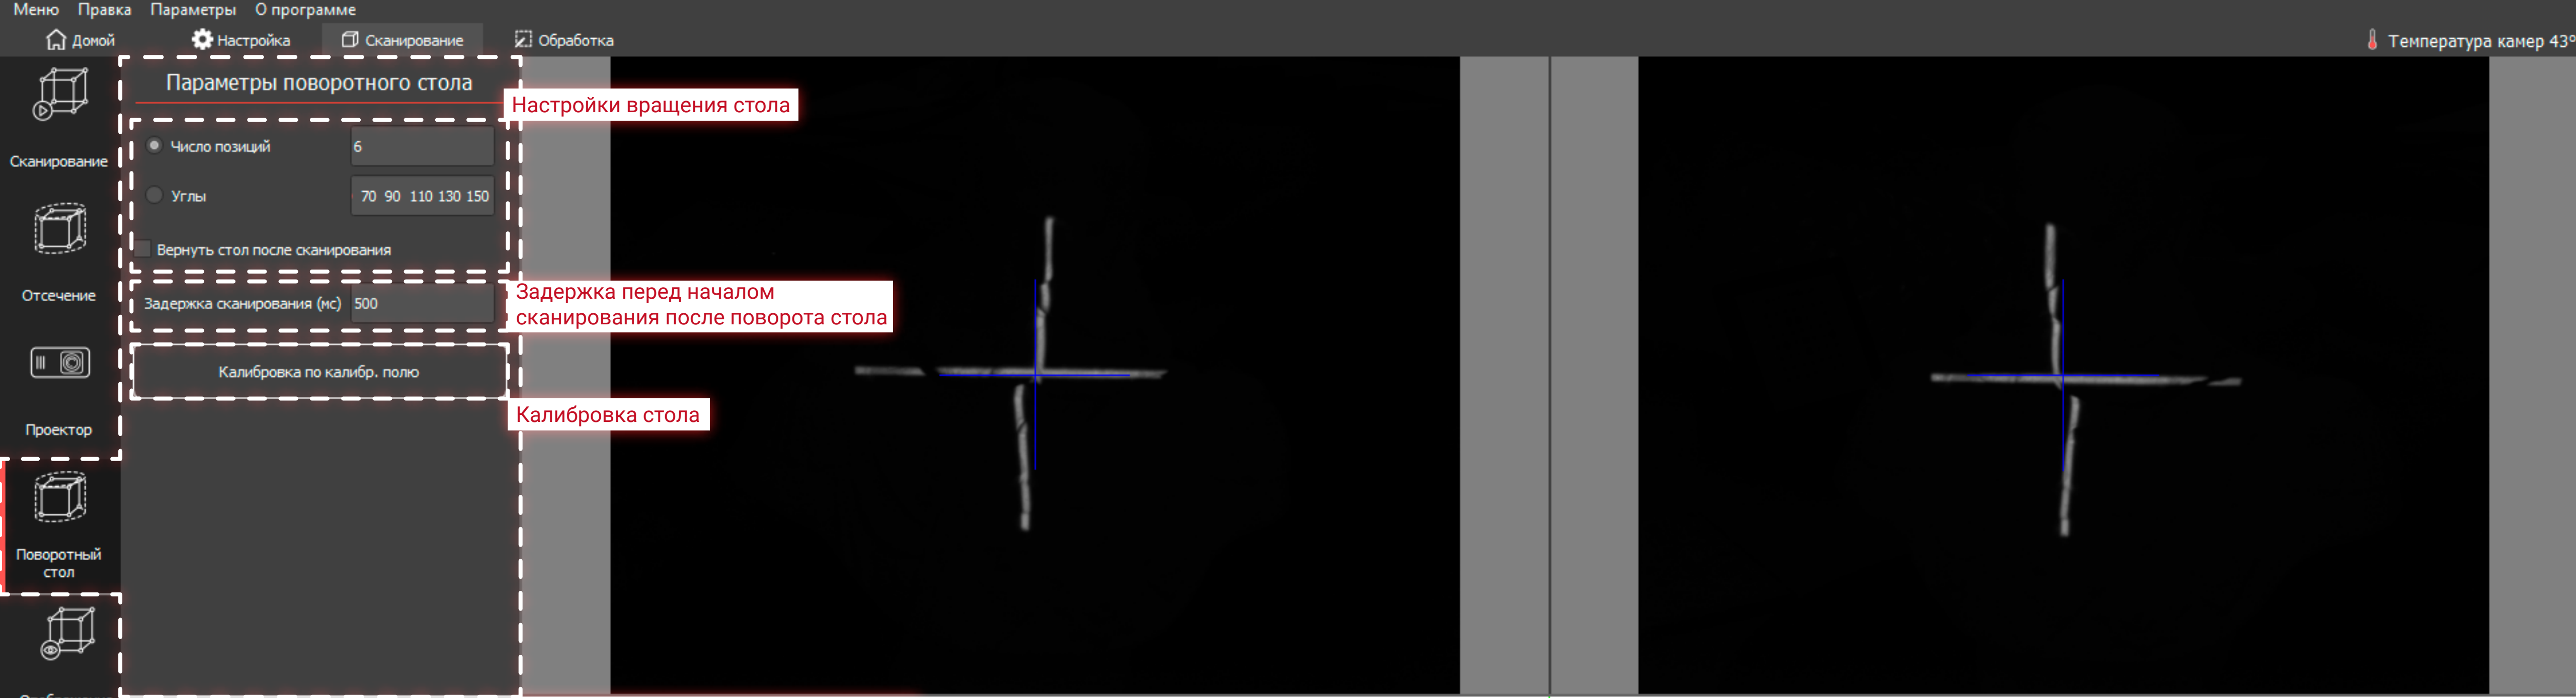 Меню Правка Параметры О программе
Домой Настройка Сканирование Обработка Температура камер 43°
Сканирование
Отсечение
Проектор
Поворотный
стол
Параметры поворотного стола
Настройки вращения стола
Число позиций 6
Углы 70 90 110 130 150
Вернуть стол после сканирования
Задержка сканирования (мс) 500
Задержка перед началом
сканирования после поворота стола
Калибровка по калибр. полю
Калибровка стола